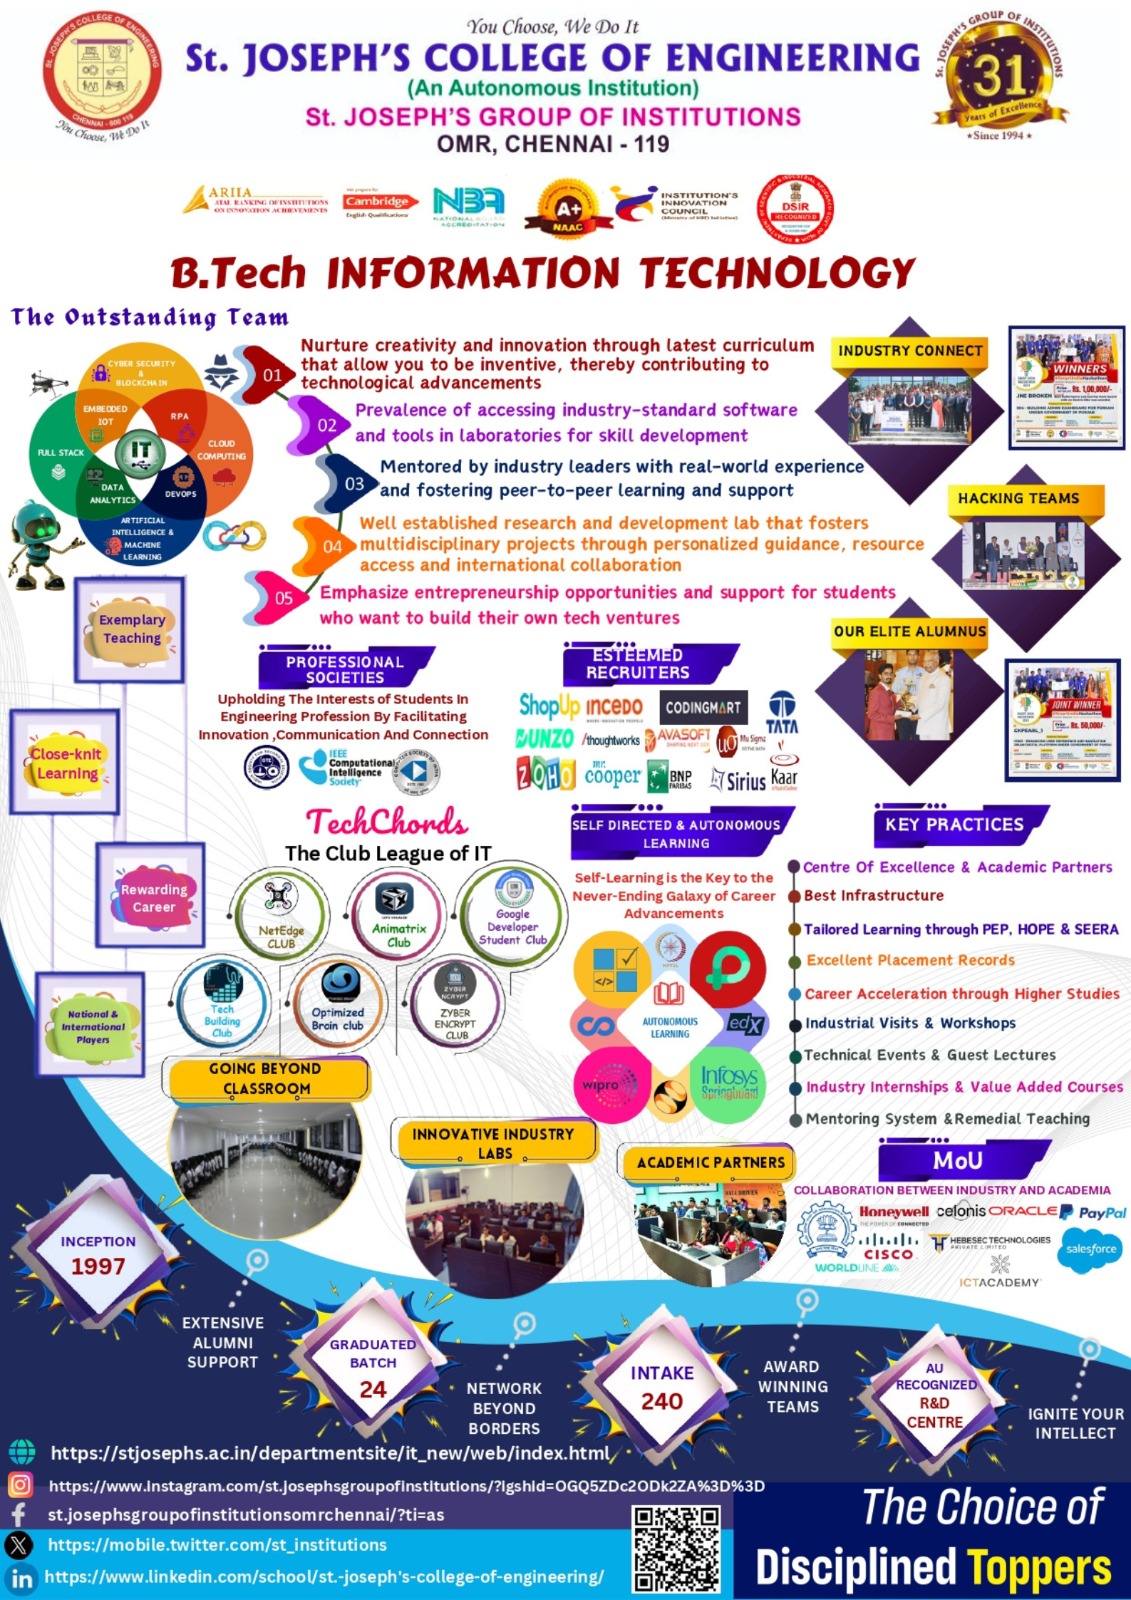 You Choose, We Do It
St. JOSEPH'S COLLEGE OF ENGINEERING
(An Autonomous Institution)
St. JOSEPH'S GROUP OF INSTITUTIONS
OMR, CHENNAI - 119
St. JOSEPH'S COLLEGE OF ENGINEERING
CHENNAI - 600 119
You Choose, We Do It
St. JOSEPH'S GROUP OF INSTITUTIONS
31
Years of Excellence
Since 1994
ARIIA
ATAL RANKING OF INSTITUTIONS
ON INNOVATION ACHIEVEMENTS
Cambridge
English Qualifications
NBA
NATIONAL BOARD
ACCREDITATION
A+
NAAC
INSTITUTION'S
INNOVATION
COUNCIL
(Ministry of HRD Initiative)
DSIR
RECOGNIZED
B.Tech INFORMATION TECHNOLOGY
The Outstanding Team
CYBER SECURITY
&
BLOCKCHAIN
EMBEDDED
IOT
RPA
FULL STACK
IT
CLOUD
COMPUTING
DATA
ANALYTICS
DEVOPS
ARTIFICIAL
INTELLIGENCE &
MACHINE
LEARNING
01
Nurture creativity and innovation through latest curriculum
that allow you to be inventive, thereby contributing to
technological advancements
02
Prevalence of accessing industry-standard software
and tools in laboratories for skill development
03
Mentored by industry leaders with real-world experience
and fostering peer-to-peer learning and support
04
Well established research and development lab that fosters
multidisciplinary projects through personalized guidance, resource
access and international collaboration
05
Emphasize entrepreneurship opportunities and support for students
who want to build their own tech ventures
INDUSTRY CONNECT
WINNERS
Rs. 1,00,000/-
HACKING TEAMS
OUR ELITE ALUMNUS
JOINT WINNER
Rs. 50,000/-
Exemplary
Teaching
Close-knit
Learning
Rewarding
Career
National &
International
Players
PROFESSIONAL
SOCIETIES
Upholding The Interests of Students In
Engineering Profession By Facilitating
Innovation ,Communication And Connection
IEEE
Computational
Intelligence
Society
ESTEEMED
RECRUITERS
ShopUp
incedo
CODINGMART
TATA
DUNZO
/thoughtworks
AVASOFT
Mu Sigma
ZOHO
mr.
cooper
BNP
PARIBAS
Sirius
Kaar
TechChords
The Club League of IT
NetEdge
CLUB
Animatrix
Club
Google
Developer
Student Club
Tech
Building
Club
Optimized
Brain club
ZYBER
NCRYPT
ZYBER
ENCRYPT
CLUB
SELF DIRECTED & AUTONOMOUS
LEARNING
Self-Learning is the Key to the
Never-Ending Galaxy of Career
Advancements
NPTEL
AUTONOMOUS
LEARNING
edX
wipro
Infosys
Springboard
KEY PRACTICES
Centre Of Excellence & Academic Partners
Best Infrastructure
Tailored Learning through PEP, HOPE & SEERA
Excellent Placement Records
Career Acceleration through Higher Studies
Industrial Visits & Workshops
Technical Events & Guest Lectures
Industry Internships & Value Added Courses
Mentoring System &Remedial Teaching
GOING BEYOND
CLASSROOM
INNOVATIVE INDUSTRY
LABS
ACADEMIC PARTNERS
MoU
COLLABORATION BETWEEN INDUSTRY AND ACADEMIA
Honeywell
THE POWER OF CONNECTED
celonis
ORACLE
PayPal
CISCO
HEBESEC TECHNOLOGIES
PRIVATE LIMITED
salesforce
WORLDLINE
ICTACADEMY
INCEPTION
1997
EXTENSIVE
ALUMNI
SUPPORT
GRADUATED
BATCH
24
NETWORK
BEYOND
BORDERS
INTAKE
240
AWARD
WINNING
TEAMS
AU
RECOGNIZED
R&D
CENTRE
IGNITE YOUR
INTELLECT
https://stjosephs.ac.in/departmentsite/it_new/web/index.html
https://www.instagram.com/st.josephsgroupofinstitutions/?igshid=OGQ5ZDc2ODk2ZA%3D%3D
st.josephsgroupofinstitutionsomrchennai/?ti=as
https://mobile.twitter.com/st_institutions
https://www.linkedin.com/school/st.-joseph's-college-of-engineering/
The Choice of
Disciplined Toppers